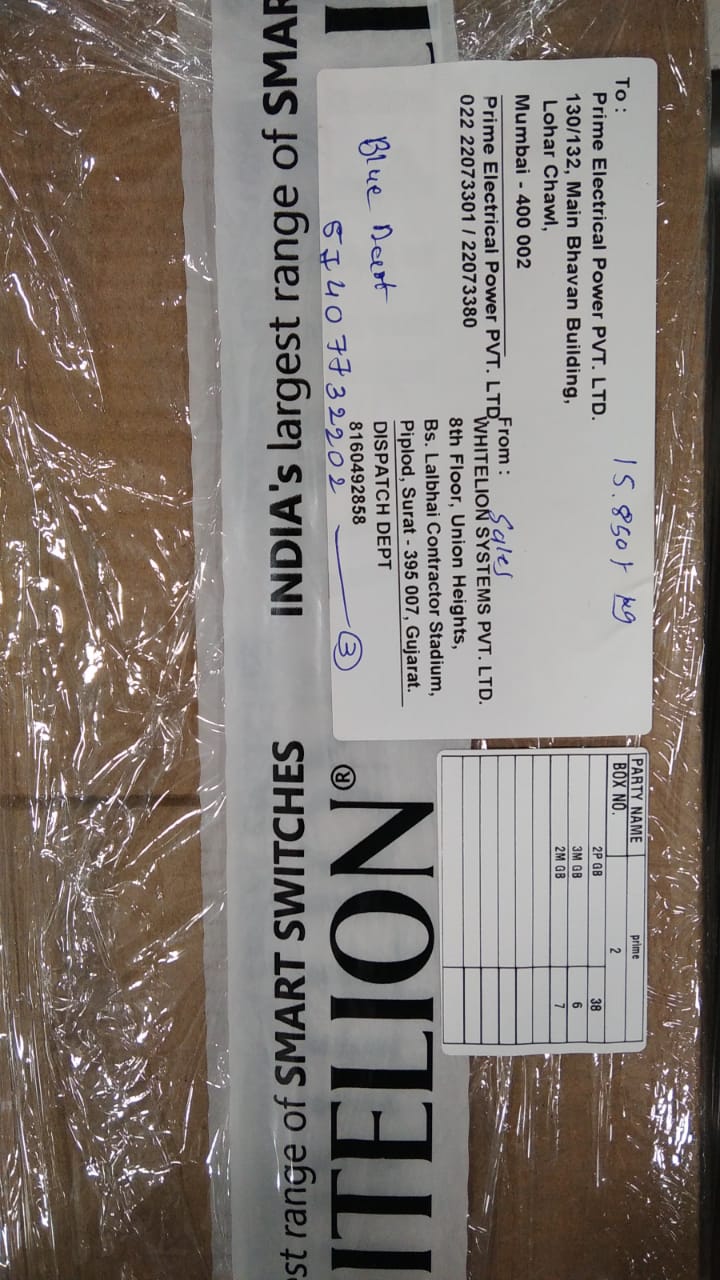 To :
Prime Electrical Power PVT. LTD.
130/132, Main Bhavan Building,
Lohar Chawl,
Mumbai - 400 002
Prime Electrical Power PVT. LTD.
022 22073301 / 22073380
15.850 kg
From :
Sales
WHITELION SYSTEMS PVT. LTD.
8th Floor, Union Heights,
Bs. Lalbhai Contractor Stadium,
Piplod, Surat - 395 007, Gujarat.
DISPATCH DEPT
8160492858
Blue
3
PARTY NAME prime
BOX NO. 2
2P GB 38
3M GB 6
2M GB 7
ITELION®
INDIA's largest range of SMAR
st range of SMART SWITCHES